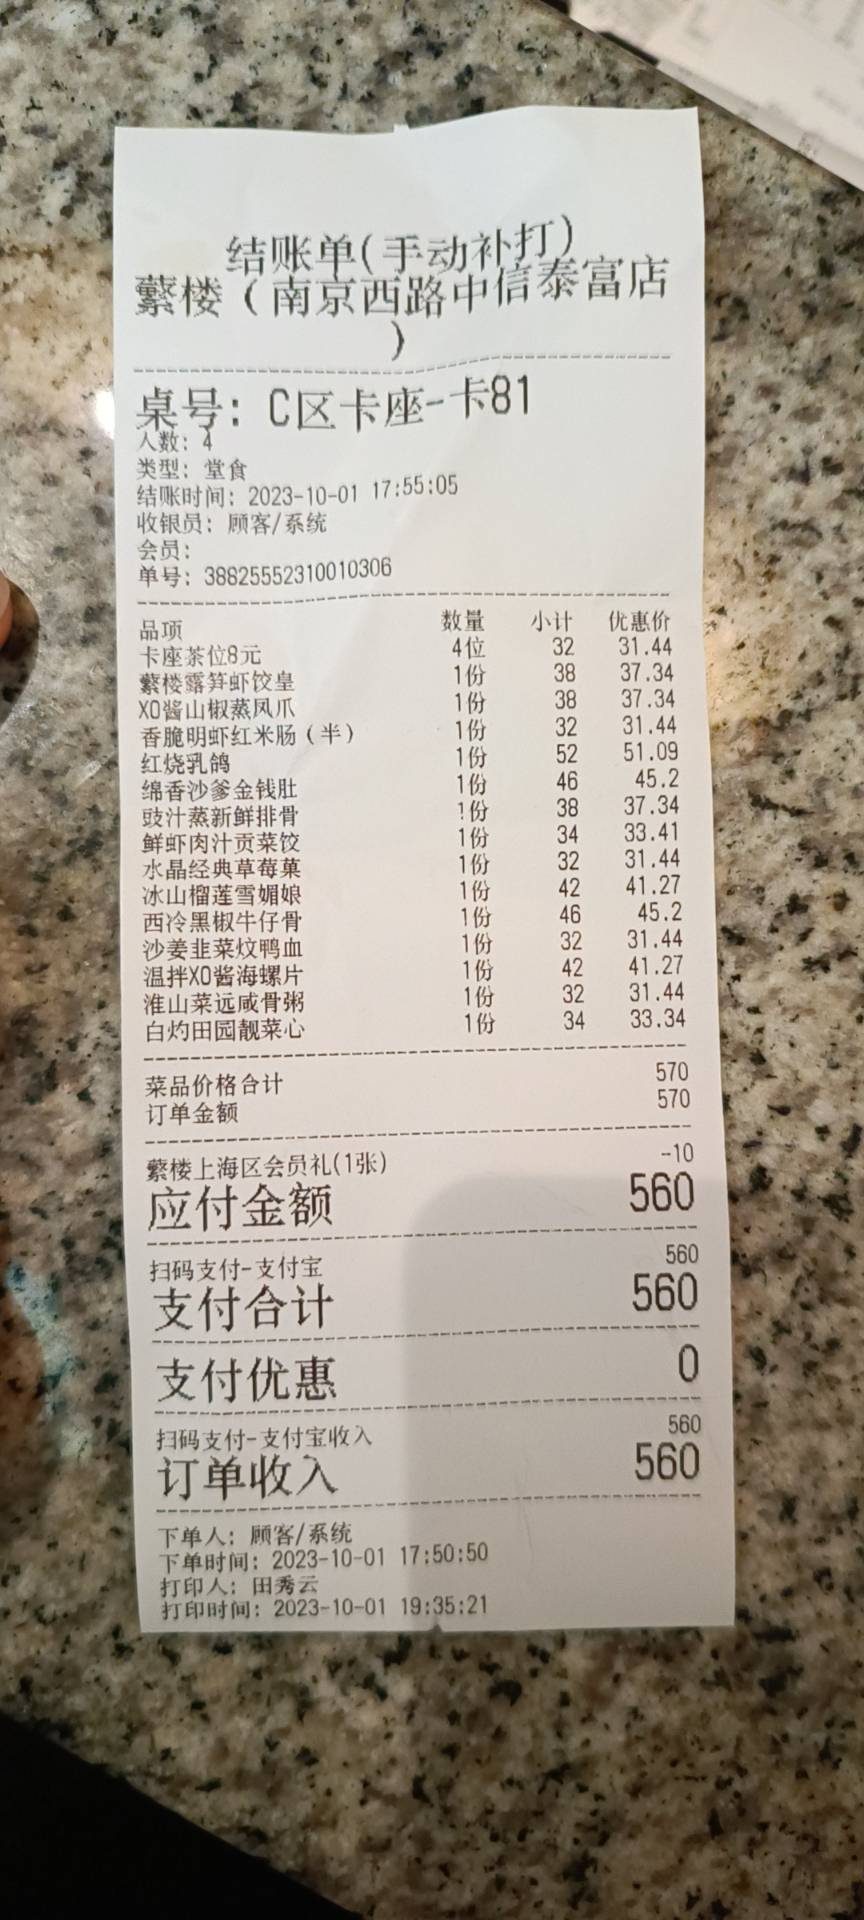 结账单(手动补打)
蘩楼（南京西路中信泰富店
）
桌号: C区卡座-卡81
人数: 4
类型: 堂食
结账时间: 2023-10-01 17:55:05
收银员: 顾客/系统
会员:
单号: 38825552310010306
品项 数量 小计 优惠价
卡座茶位8元 4位 32 31.44
蘩楼露笋虾饺皇 1份 38 37.34
XO酱山椒蒸凤爪 1份 38 37.34
香脆明虾红米肠（半） 1份 32 31.44
红烧乳鸽 1份 52 51.09
绵香沙爹金钱肚 1份 46 45.2
豉汁蒸新鲜排骨 1份 38 37.34
鲜虾肉汁贡菜饺 1份 34 33.41
水晶经典草莓菓 1份 32 31.44
冰山榴莲雪媚娘 1份 42 41.27
西冷黑椒牛仔骨 1份 46 45.2
沙姜韭菜炆鸭血 1份 32 31.44
温拌XO酱海螺片 1份 42 41.27
淮山菜远咸骨粥 1份 32 31.44
白灼田园靓菜心 1份 34 33.34
菜品价格合计 570
订单金额 570
蘩楼上海区会员礼(1张) -10
应付金额 560
扫码支付-支付宝 560
支付合计 560
支付优惠 0
扫码支付-支付宝收入 560
订单收入 560
下单人: 顾客/系统
下单时间: 2023-10-01 17:50:50
打印人: 田秀云
打印时间: 2023-10-01 19:35:21